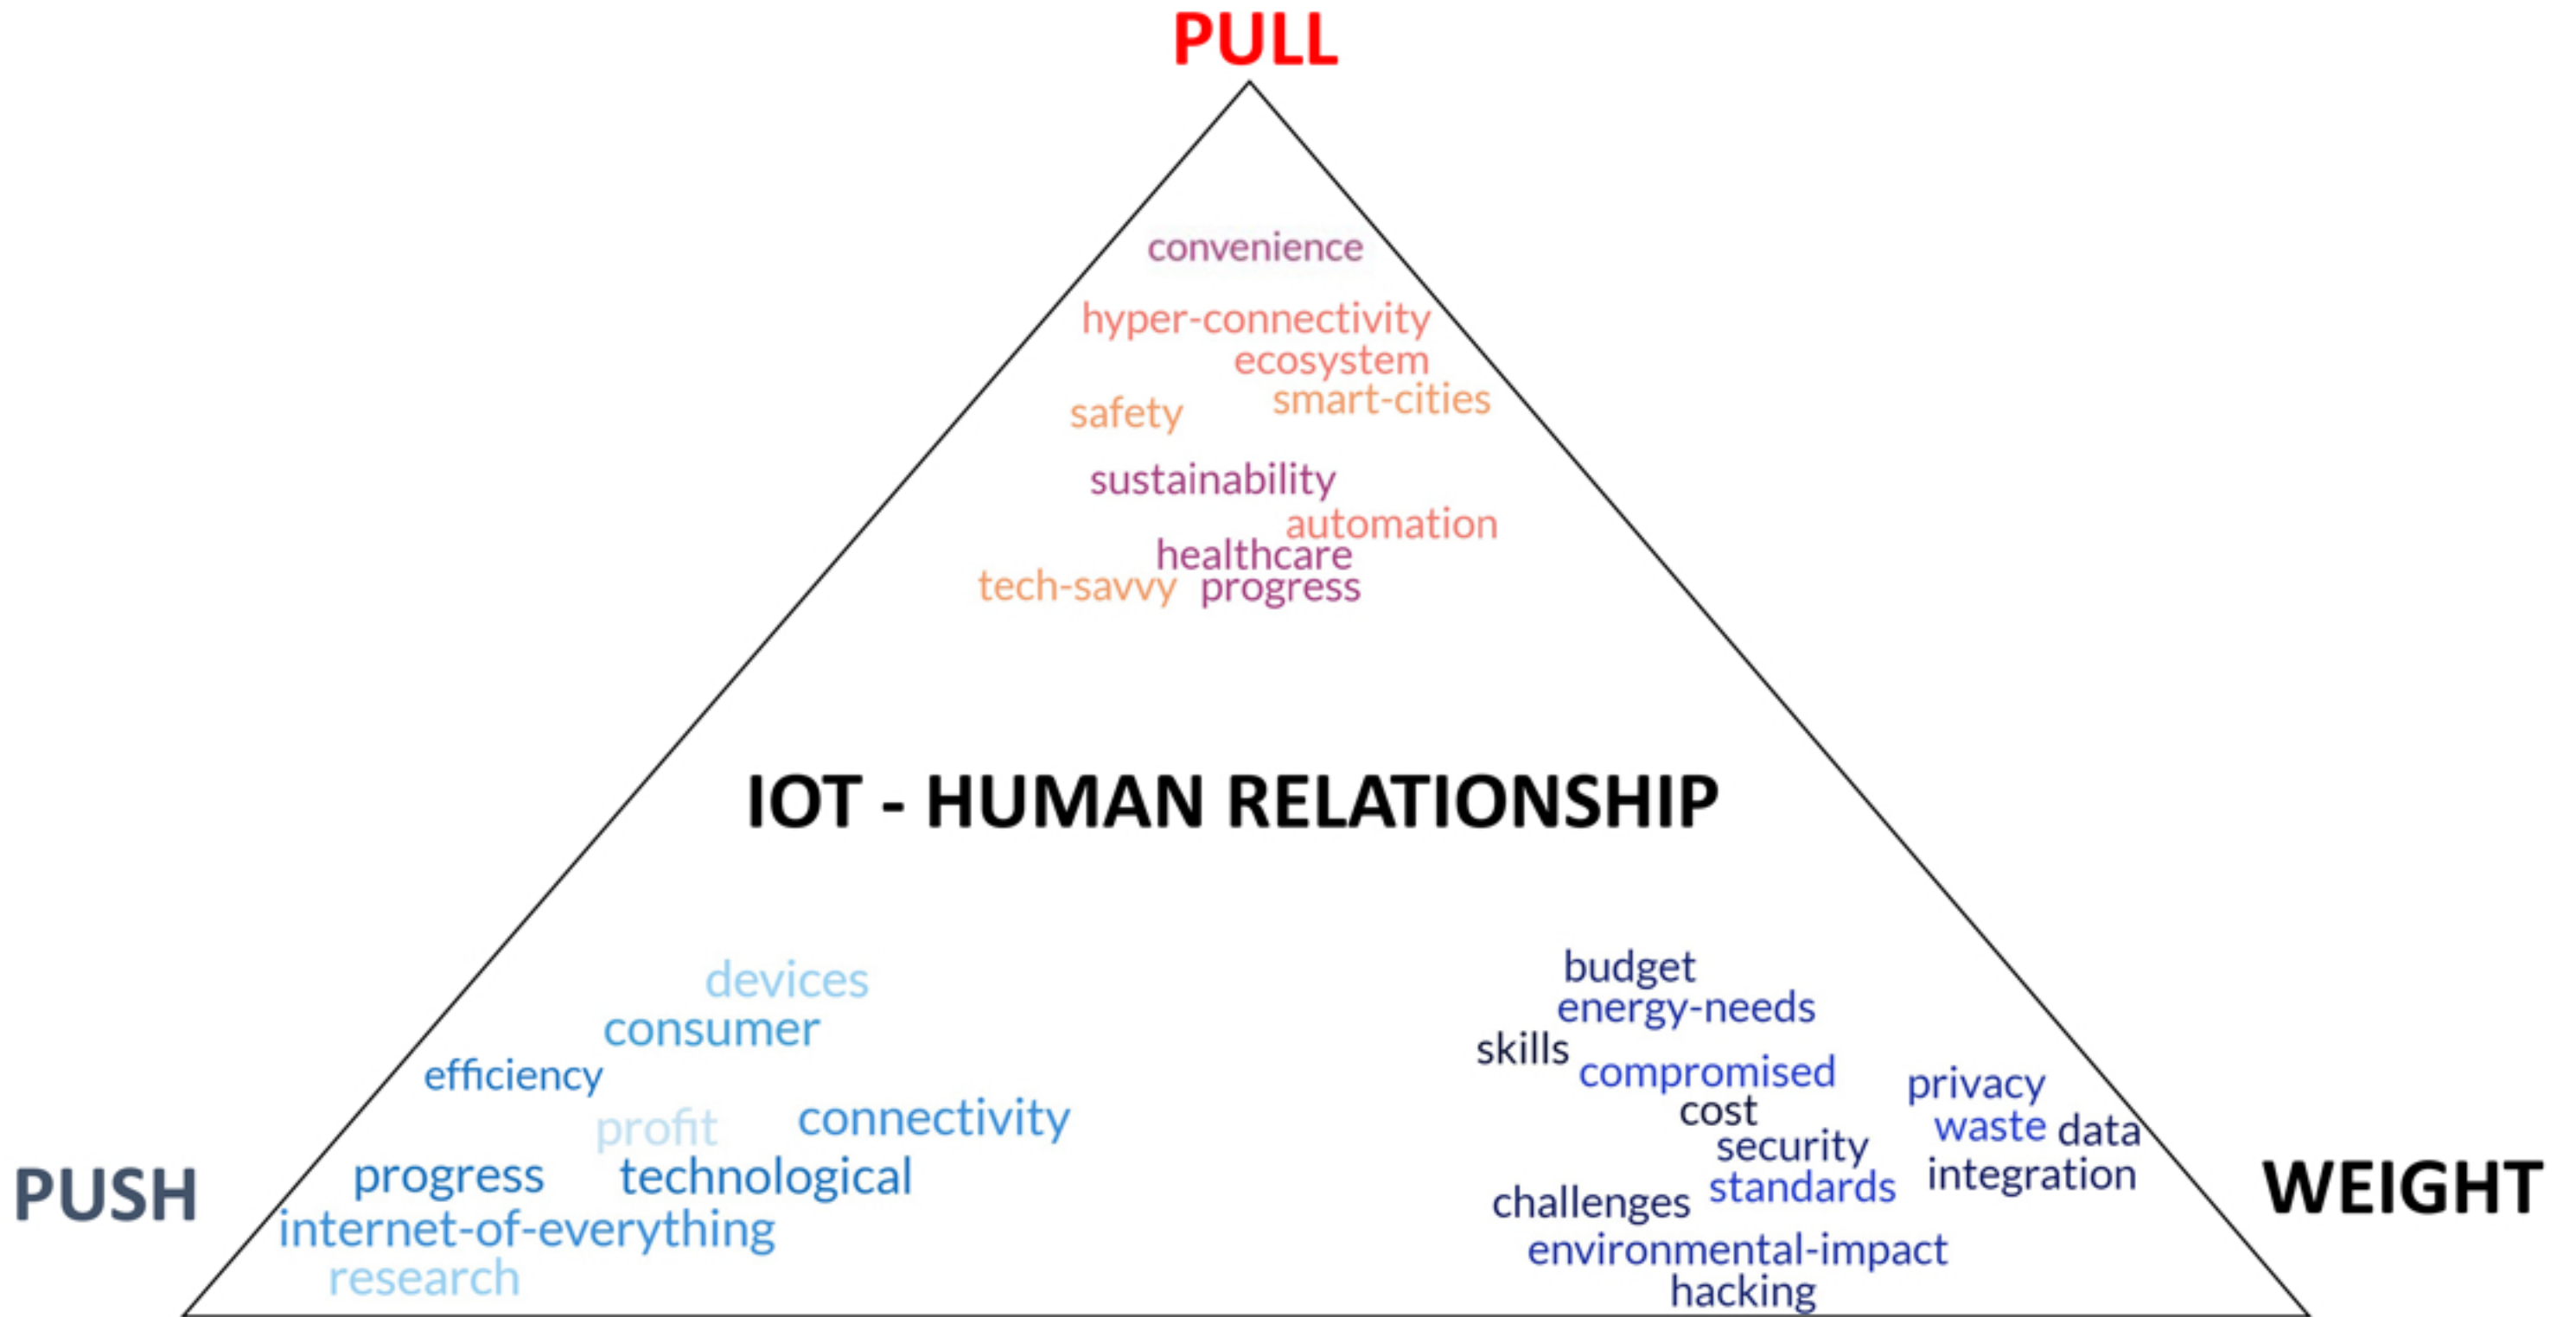 PULL
convenience
hyper-connectivity
ecosystem
smart-cities
safety
sustainability
automation
healthcare
tech-savvy progress
IOT - HUMAN RELATIONSHIP
devices
consumer
efficiency
profit connectivity
progress technological
internet-of-everything
research
PUSH
budget
energy-needs
skills
compromised
privacy
cost
waste data
security
integration
standards
challenges
environmental-impact
hacking
WEIGHT